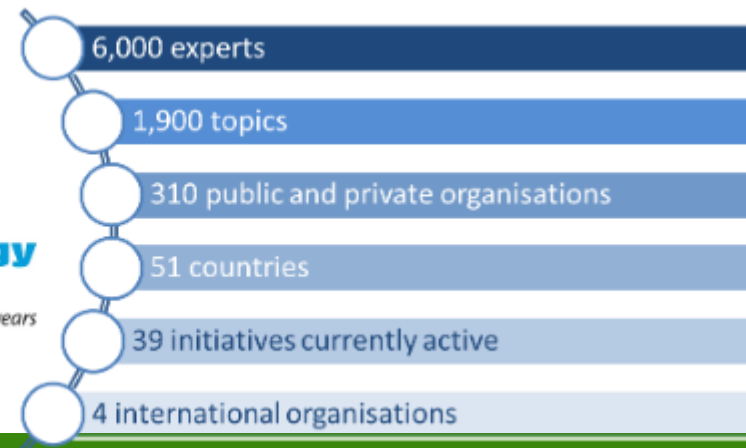 6,000 experts
1,900 topics
310 public and private organisations
51 countries
39 initiatives currently active
4 international organisations